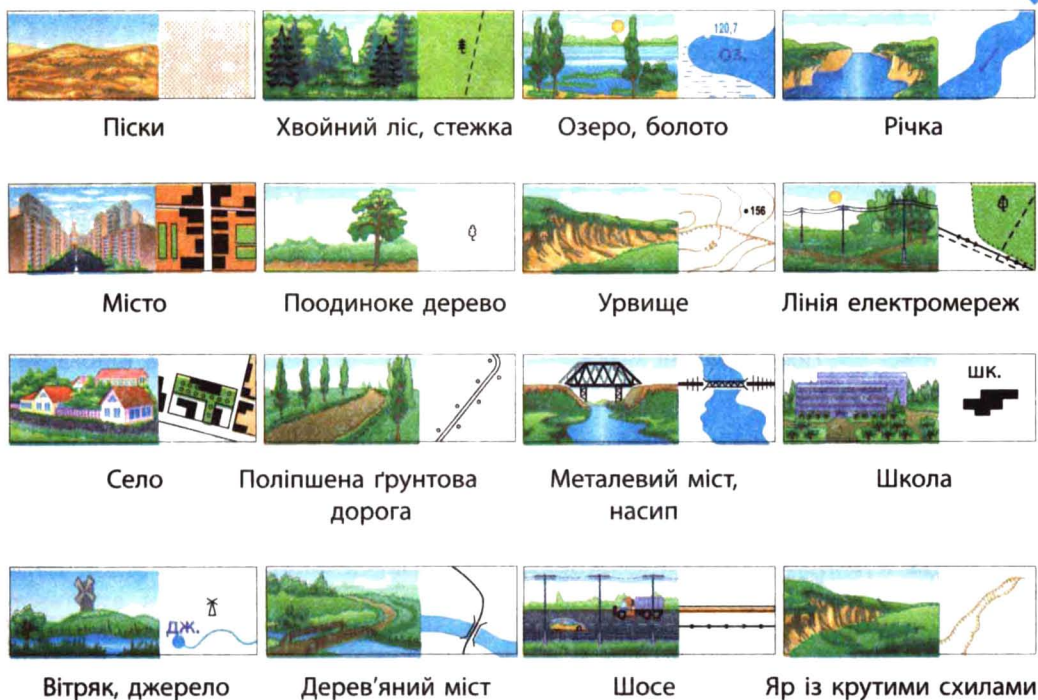 120,7
ОЗ.
Піски
Хвойний ліс, стежка
Озеро, болото
Річка
156
Місто
Поодиноке дерево
Урвище
Лінія електромереж
шк.
Село
Поліпшена ґрунтова
дорога
Металевий міст,
насип
Школа
дж.
Вітряк, джерело
Дерев'яний міст
Шосе
Яр із крутими схилами